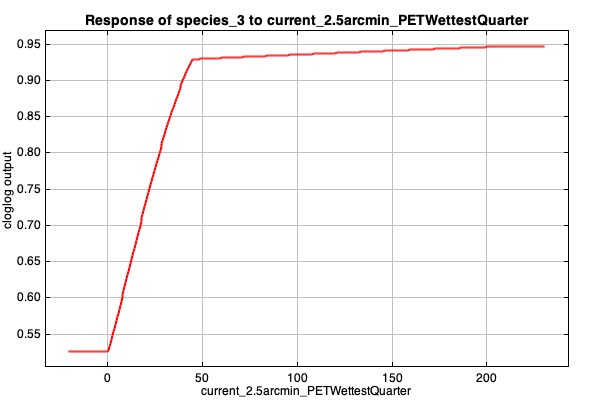 Response of species_3 to current_2.5arcmin_PETWettestQuarter
cloglog output
0.95
0.90
0.85
0.80
0.75
0.70
0.65
0.60
0.55
0 50 100 150 200
current_2.5arcmin_PETWettestQuarter